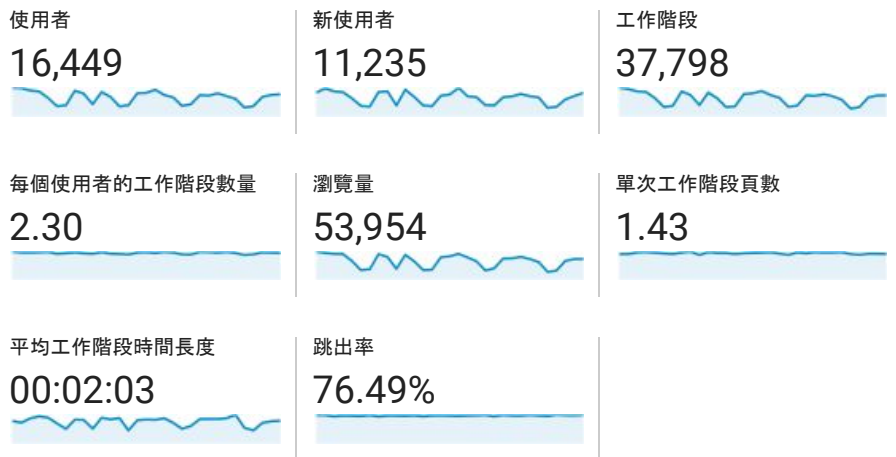 使用者
16,449
新使用者
11,235
工作階段
37,798
每個使用者的工作階段數量
2.30
瀏覽量
53,954
單次工作階段頁數
1.43
平均工作階段時間長度
00:02:03
跳出率
76.49%